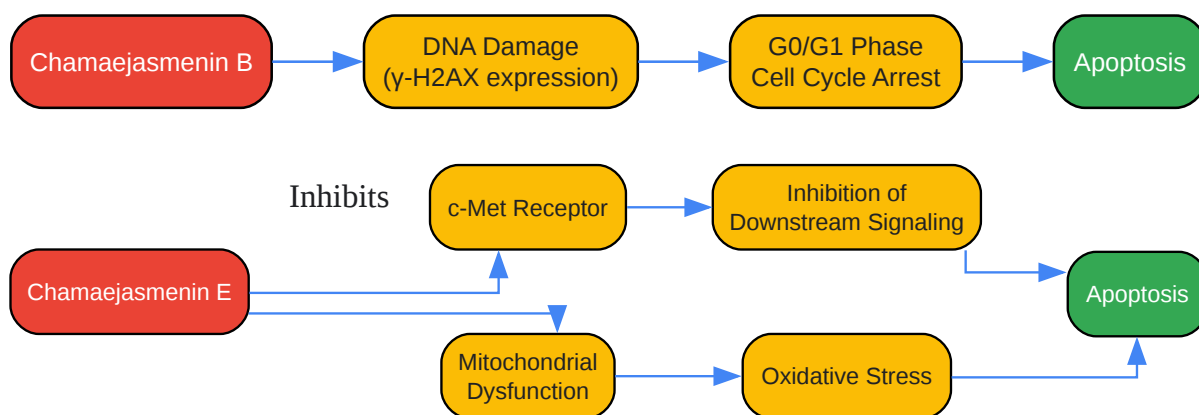 Chamaejasmenin B
DNA Damage
(γ-H2AX expression)
G0/G1 Phase
Cell Cycle Arrest
Apoptosis
Inhibits
c-Met Receptor
Inhibition of
Downstream Signaling
Chamaejasmenin E
Apoptosis
Mitochondrial
Dysfunction
Oxidative Stress